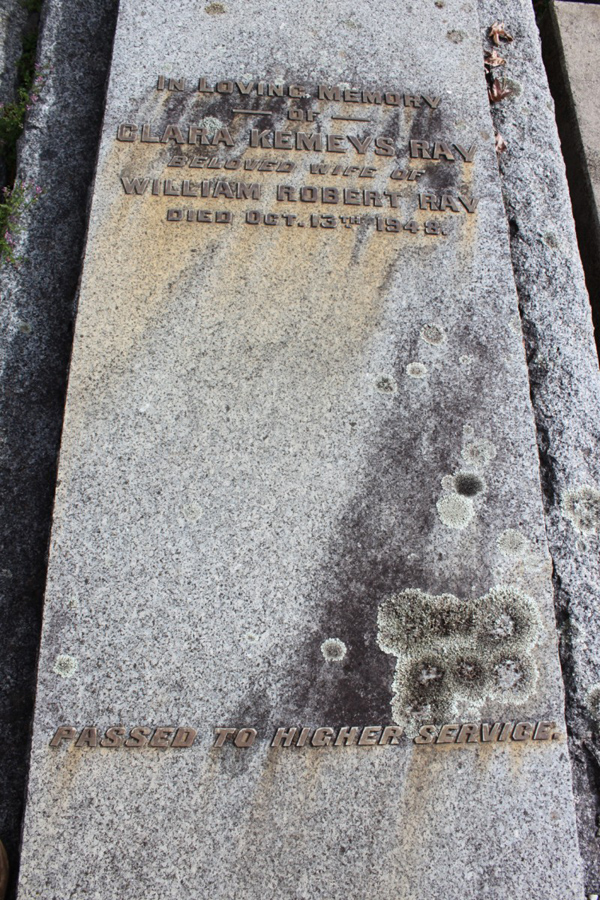 IN LOVING MEMORY
— OF —
CLARA KEMEYS RAY
BELOVED WIFE OF
WILLIAM ROBERT RAY
DIED OCT. 13TH 1948.
PASSED TO HIGHER SERVICE.